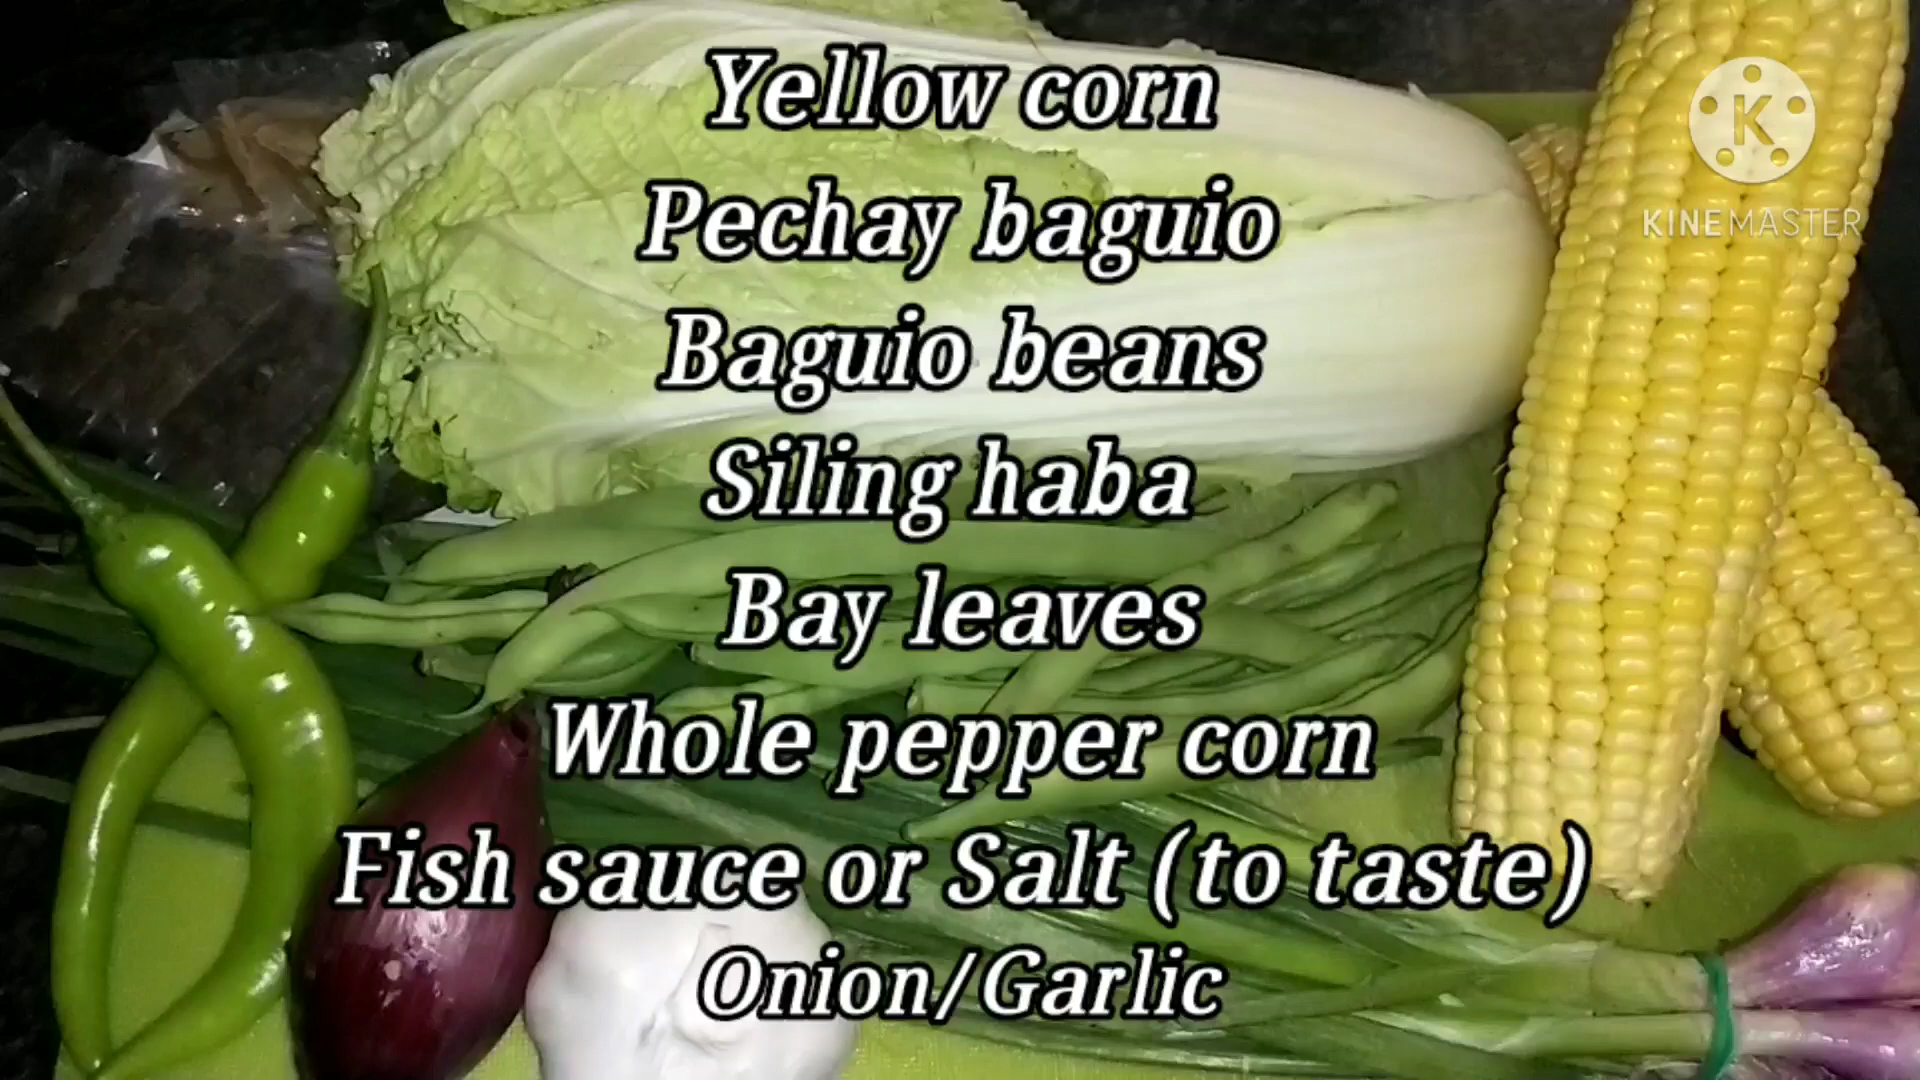 Yellow corn
Pechay baguio
Baguio beans
Siling haba
Bay leaves
Whole pepper corn
Fish sauce or Salt (to taste)
Onion/Garlic
K
KINEMASTER